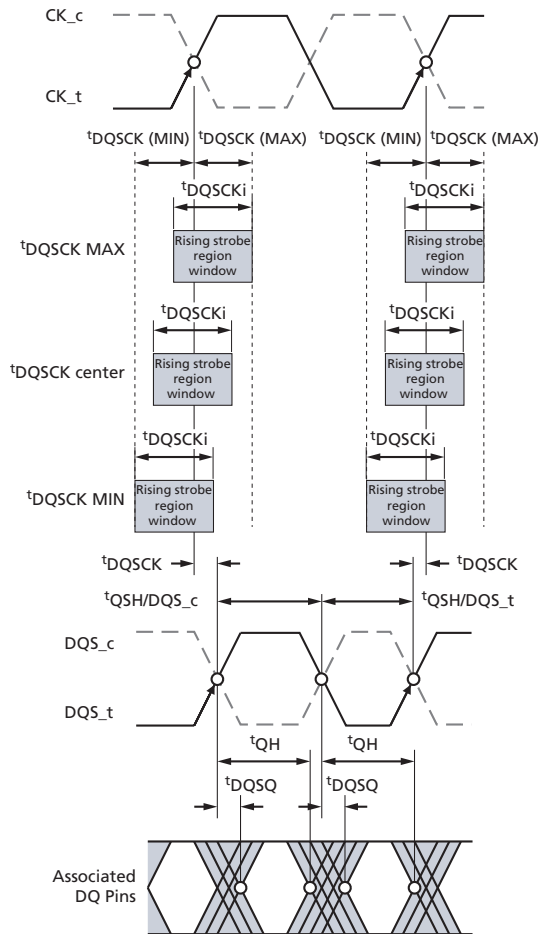 CK_c
CK_t
tDQSCK (MIN) tDQSCK (MAX) tDQSCK (MIN) tDQSCK (MAX)
tDQSCKi tDQSCKi
tDQSCK MAX
Rising strobe
region
window
Rising strobe
region
window
tDQSCKi tDQSCKi
tDQSCK center
Rising strobe
region
window
Rising strobe
region
window
tDQSCKi tDQSCKi
tDQSCK MIN
Rising strobe
region
window
Rising strobe
region
window
tDQSCK tDQSCK
tQSH/DQS_c tQSH/DQS_t
DQS_c
DQS_t
tQH tQH
tDQSQ tDQSQ
Associated
DQ Pins